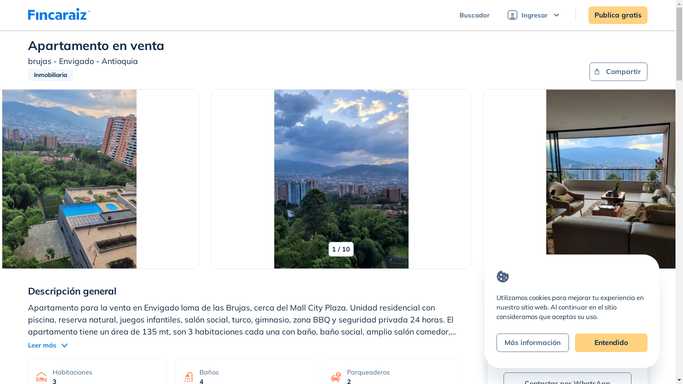 Fincaraiz
Buscador
Ingresar
Publica gratis
Apartamento en venta
brujas - Envigado - Antioquia
Inmobiliaria
Compartir
1 / 10
Descripción general
Apartamento para la venta en Envigado loma de las Brujas, cerca del Mall City Plaza. Unidad residencial con
piscina, reserva natural, juegos infantiles, salón social, turco, gimnasio, zona BBQ y seguridad privada 24 horas. El
apartamento tiene un área de 135 mt, son 3 habitaciones cada una con baño, baño social, amplio salón comedor,...
Leer más
Habitaciones
3
Baños
4
Parqueaderos
2
Utilizamos cookies para mejorar tu experiencia en
nuestro sitio web. Al continuar en el sitio
consideramos que aceptas su uso.
Más información
Entendido
Contactar por WhatsApp